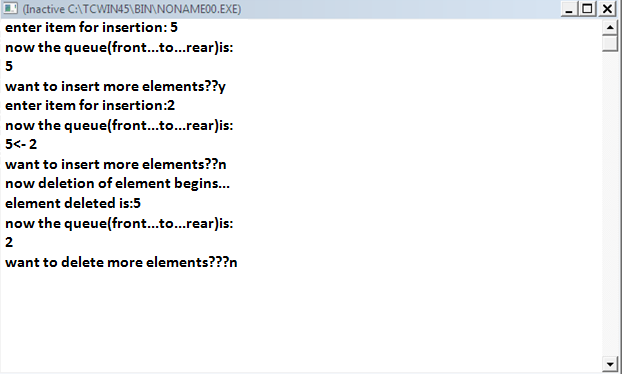 (Inactive C:\TCWIN45\BIN\NONAME00.EXE)
enter item for insertion: 5
now the queue(front...to...rear)is:
5
want to insert more elements??y
enter item for insertion:2
now the queue(front...to...rear)is:
5<- 2
want to insert more elements??n
now deletion of element begins...
element deleted is:5
now the queue(front...to...rear)is:
2
want to delete more elements???n